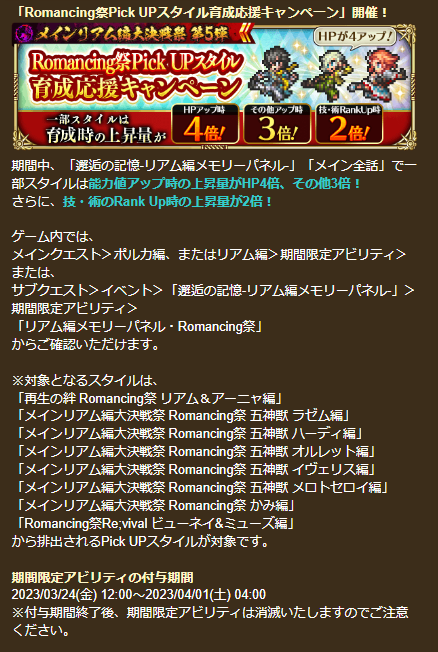 「Romancing祭Pick UPスタイル育成応援キャンペーン」開催！
メインリアム編大決戦祭 第5弾
HPが4アップ!
Romancing祭Pick UPスタイル
育成応援キャンペーン
一部スタイルは
育成時の上昇量が
HPアップ時
4倍!
その他アップ時
3倍!
技・術RankUp時
2倍!
期間中、「邂逅の記憶-リアム編メモリーパネル-」「メイン全話」で一
部スタイルは能力値アップ時の上昇量がHP4倍、その他3倍！
さらに、技・術のRank Up時の上昇量が2倍！
ゲーム内では、
メインクエスト＞ポルカ編、またはリアム編＞期間限定アビリティ＞
または、
サブクエスト＞イベント＞「邂逅の記憶-リアム編メモリーパネル-」＞
期間限定アビリティ＞
「リアム編メモリーパネル・Romancing祭」
からご確認いただけます。
※対象となるスタイルは、
「再生の絆 Romancing祭 リアム＆アーニャ編」
「メインリアム編大決戦祭 Romancing祭 五神獣 ラゼム編」
「メインリアム編大決戦祭 Romancing祭 五神獣 ハーディ編」
「メインリアム編大決戦祭 Romancing祭 五神獣 オルレット編」
「メインリアム編大決戦祭 Romancing祭 五神獣 イヴェリス編」
「メインリアム編大決戦祭 Romancing祭 五神獣 メロトセロイ編」
「メインリアム編大決戦祭 Romancing祭 かみ編」
「Romancing祭Re;vival ビューネイ&ミューズ編」
から排出されるPick UPスタイルが対象です。
期間限定アビリティの付与期間
2023/03/24(金) 12:00～2023/04/01(土) 04:00
※付与期間終了後、期間限定アビリティは消滅いたしますのでご注意
ください。